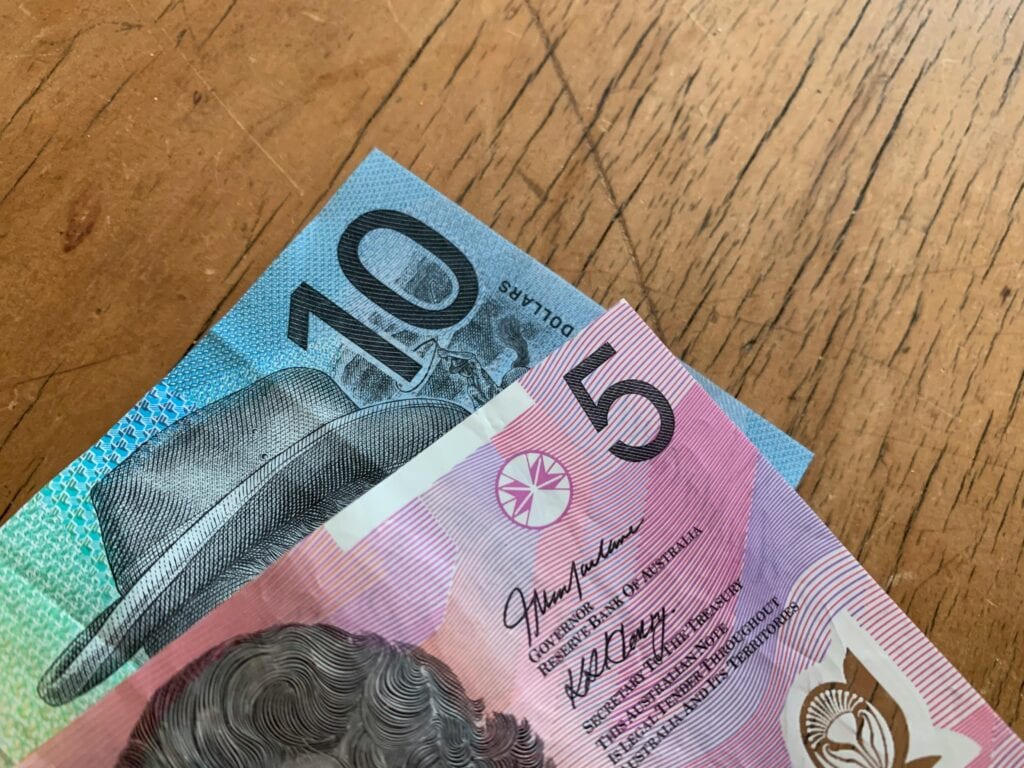 10
DOLLARS
5
GOVERNOR
RESERVE BANK OF AUSTRALIA
SECRETARY TO THE TREASURY
THIS AUSTRALIAN NOTE
IS LEGAL TENDER THROUGHOUT
AUSTRALIA AND ITS TERRITORIES